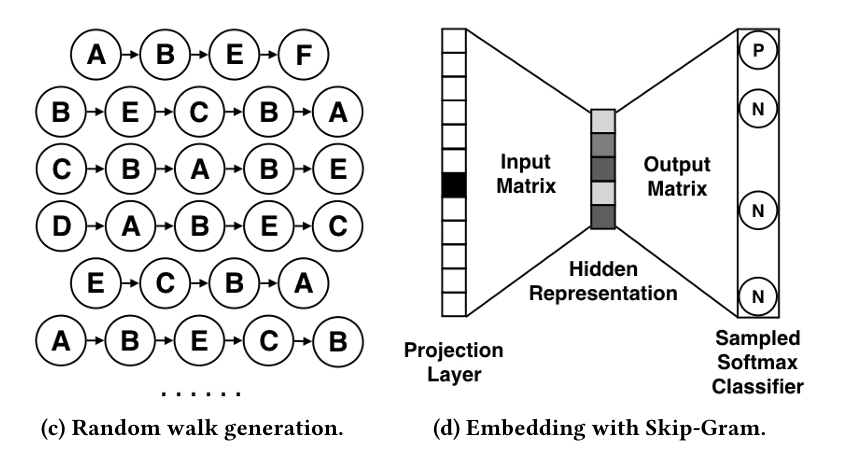 A B E F
B E C B A
C B A B E
D A B E C
E C B A
A B E C B
. . . . . .
(c) Random walk generation.
P
N
N
N
Input
Matrix
Output
Matrix
Hidden
Representation
Projection
Layer
Sampled
Softmax
Classifier
(d) Embedding with Skip-Gram.